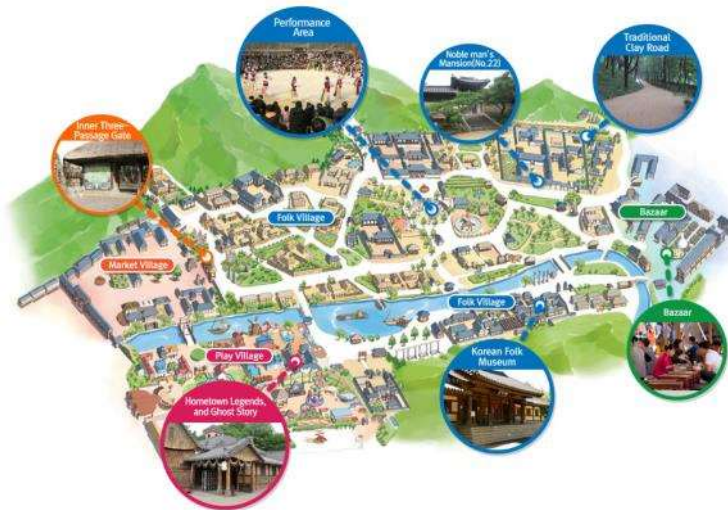 Performance
Area
Noble man's
Mansion(No.22)
Traditional
Clay Road
Inner Three-
Passage Gate
Folk Village
Bazaar
Market Village
Folk Village
Bazaar
Play Village
Korean Folk
Museum
Hometown Legends,
and Ghost Story